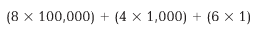 (8 × 100,000) + (4 × 1,000) + (6 × 1)